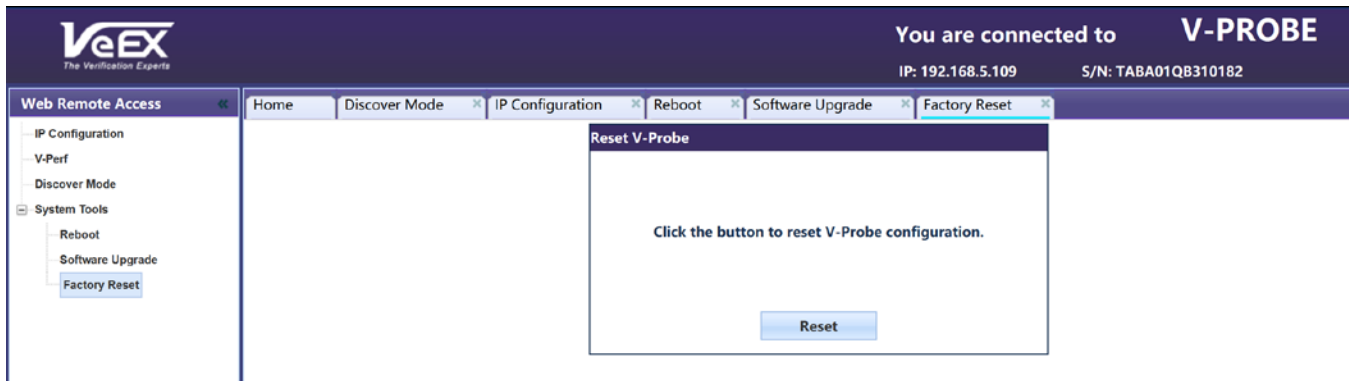 VeEX
The Verification Experts
You are connected to V-PROBE
IP: 192.168.5.109 S/N: TABA01QB310182
Web Remote Access «
Home Discover Mode × IP Configuration × Reboot × Software Upgrade × Factory Reset ×
IP Configuration
V-Perf
Discover Mode
System Tools
Reboot
Software Upgrade
Factory Reset
Reset V-Probe
Click the button to reset V-Probe configuration.
Reset